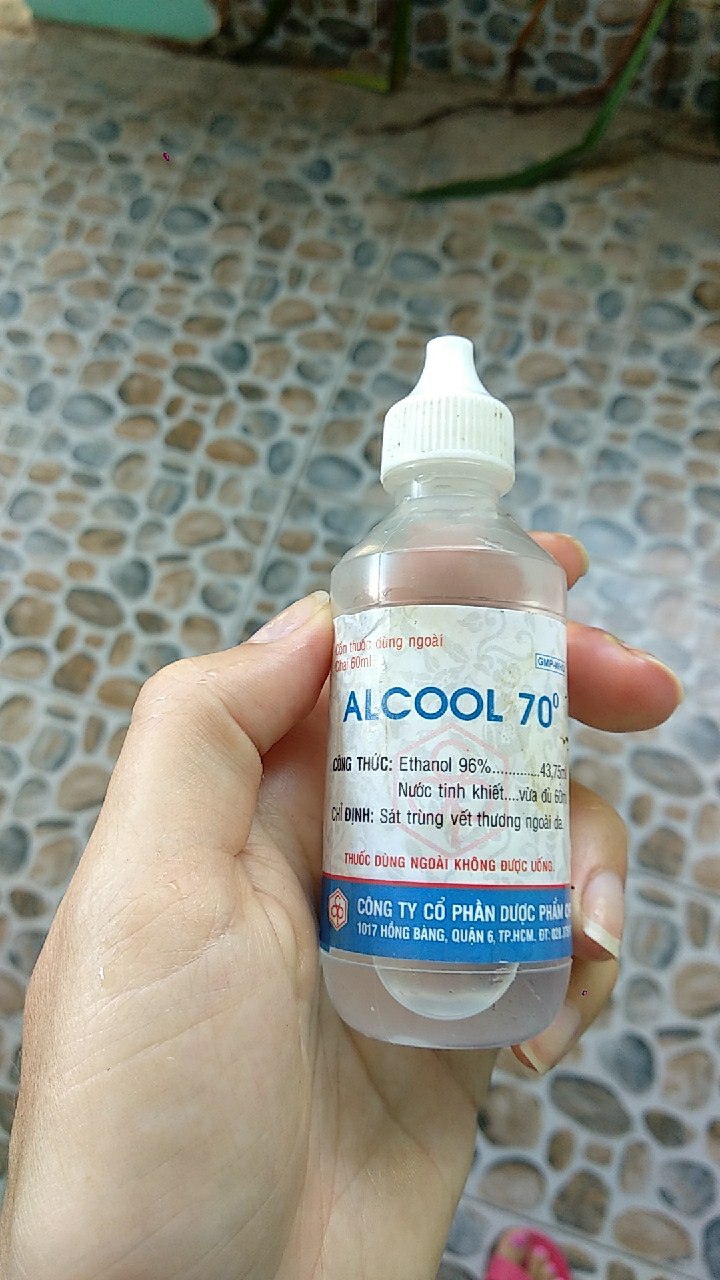 Cồn thuốc dùng ngoài
Chai 60ml
GMP-WHO
ALCOOL 70⁰
CÔNG THỨC: Ethanol 96%.............43,75ml
Nước tinh khiết....vừa đủ 60ml
CHỈ ĐỊNH: Sát trùng vết thương ngoài da.
THUỐC DÙNG NGOÀI KHÔNG ĐƯỢC UỐNG.
CÔNG TY CỔ PHẦN DƯỢC PHẨM
1017 HỒNG BÀNG, QUẬN 6, TP.HCM. ĐT: